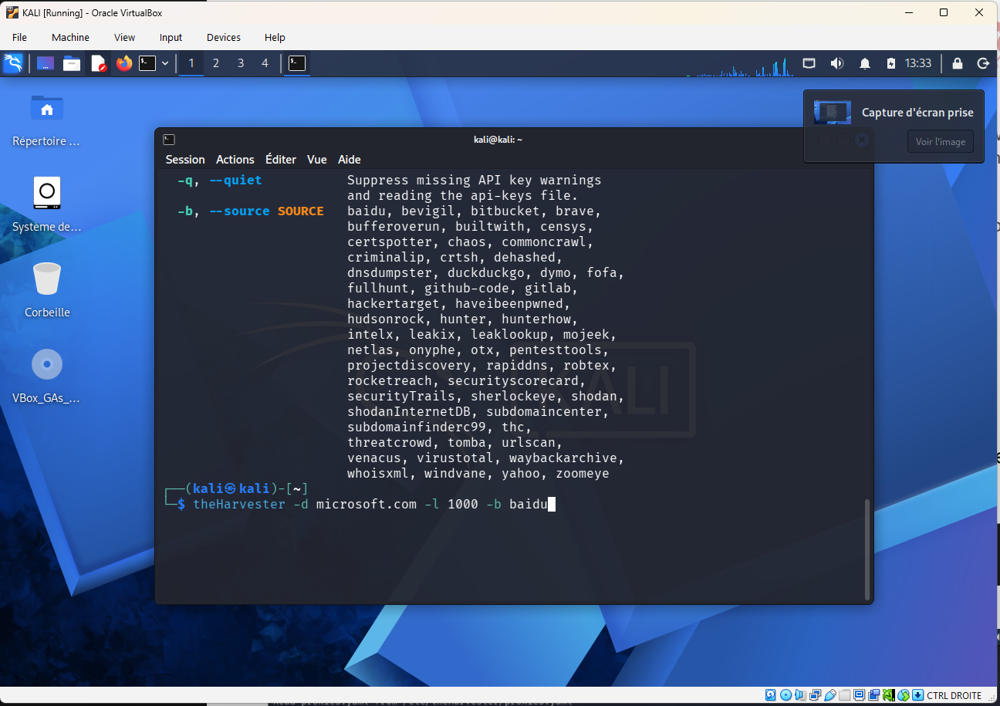 KALI [Running] - Oracle VirtualBox
File Machine View Input Devices Help
1 2 3 4 13:33
Capture d'écran prise
Voir l'image
Répertoire ...
Système de...
Corbeille
VBox_GAs_...
kali@kali: ~
Session Actions Éditer Vue Aide
-q, --quiet Suppress missing API key warnings
and reading the api-keys file.
-b, --source SOURCE baidu, bevigil, bitbucket, brave,
bufferoverun, builtwith, censys,
certspotter, chaos, commoncrawl,
criminalip, crtsh, dehashed,
dnsdumpster, duckduckgo, dymo, fofa,
fullhunt, github-code, gitlab,
hackertarget, haveibeenpwned,
hudsonrock, hunter, hunterhow,
intelx, leakix, leaklookup, mojeek,
netlas, onyphe, otx, pentesttools,
projectdiscovery, rapiddns, robtex,
rocketreach, securityscorecard,
securityTrails, sherlockeye, shodan,
shodanInternetDB, subdomaincenter,
subdomainfinderc99, thc,
threatcrowd, tomba, urlscan,
venacus, virustotal, waybackarchive,
whoisxml, windvane, yahoo, zoomeye
┌──(kali㉿kali)-[~]
└─$ theHarvester -d microsoft.com -l 1000 -b baidu
KALI
CTRL DROITE